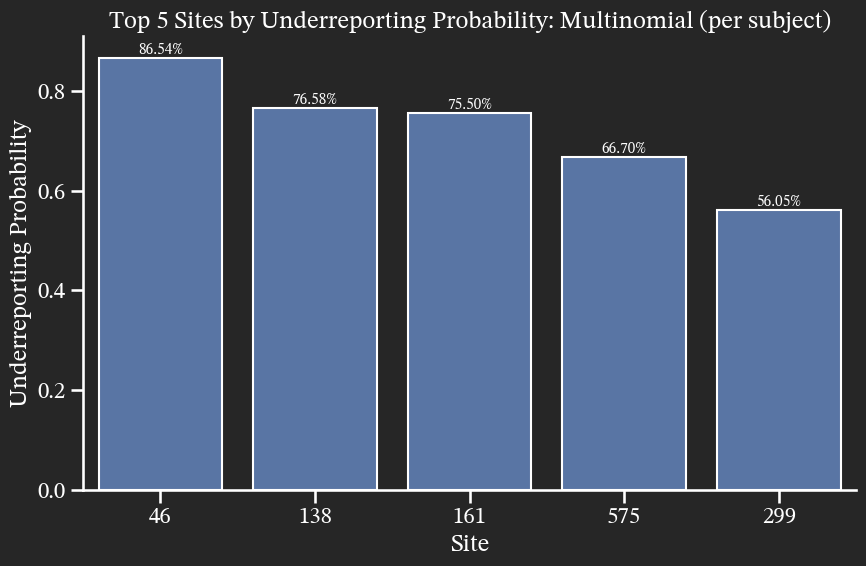 Top 5 Sites by Underreporting Probability: Multinomial (per subject)
Underreporting Probability
0.8
0.6
0.4
0.2
0.0
86.54%
76.58%
75.50%
66.70%
56.05%
46 138 161 575 299
Site